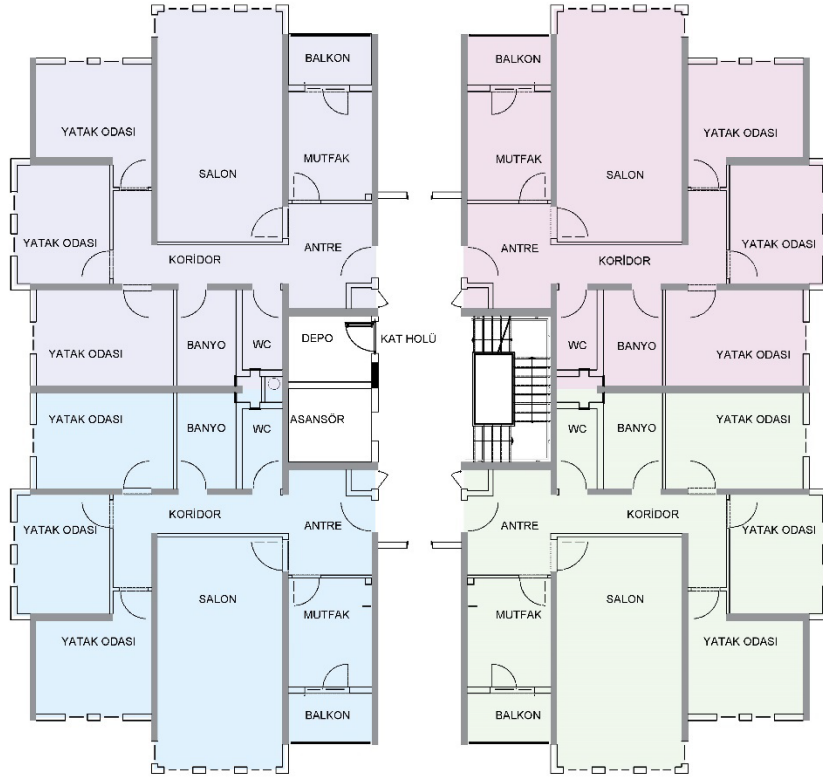 BALKON
BALKON
YATAK ODASI
YATAK ODASI
MUTFAK
MUTFAK
SALON
SALON
YATAK ODASI
ANTRE
ANTRE
YATAK ODASI
KORİDOR
KORİDOR
DEPO
KAT HOLÜ
YATAK ODASI
BANYO
WC
WC
BANYO
YATAK ODASI
ASANSÖR
YATAK ODASI
BANYO
WC
WC
BANYO
YATAK ODASI
KORİDOR
ANTRE
ANTRE
KORİDOR
YATAK ODASI
YATAK ODASI
SALON
SALON
MUTFAK
MUTFAK
YATAK ODASI
YATAK ODASI
BALKON
BALKON